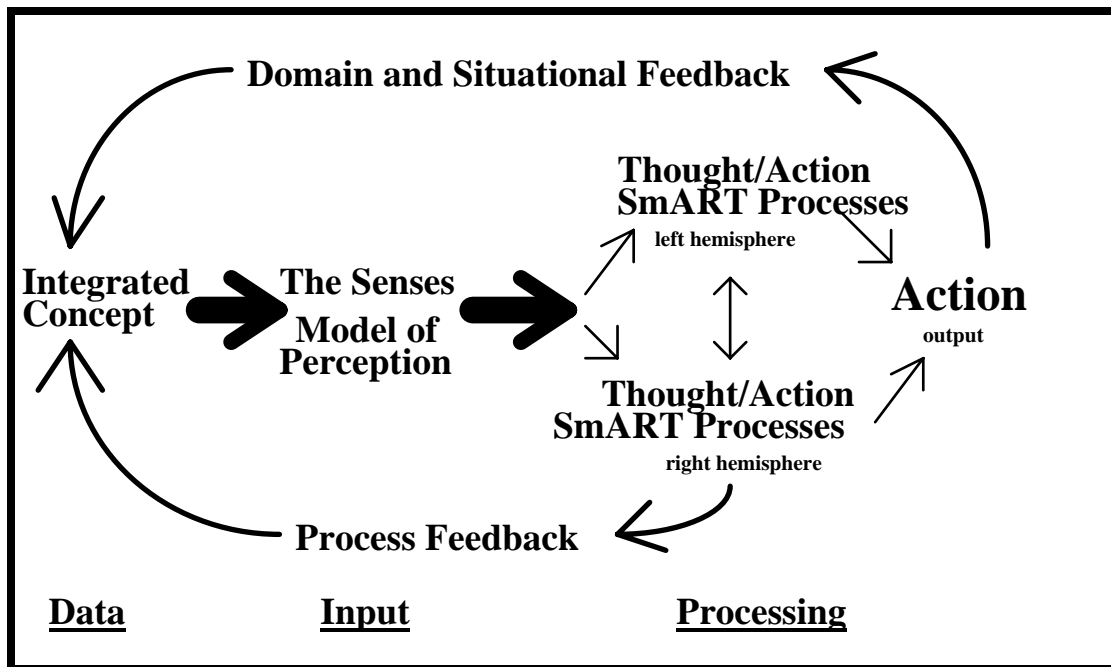 Domain and Situational Feedback
Thought/Action
SmART Processes
left hemisphere
Integrated
Concept
The Senses
Model of
Perception
Action
output
Thought/Action
SmART Processes
right hemisphere
Process Feedback
Data
Input
Processing